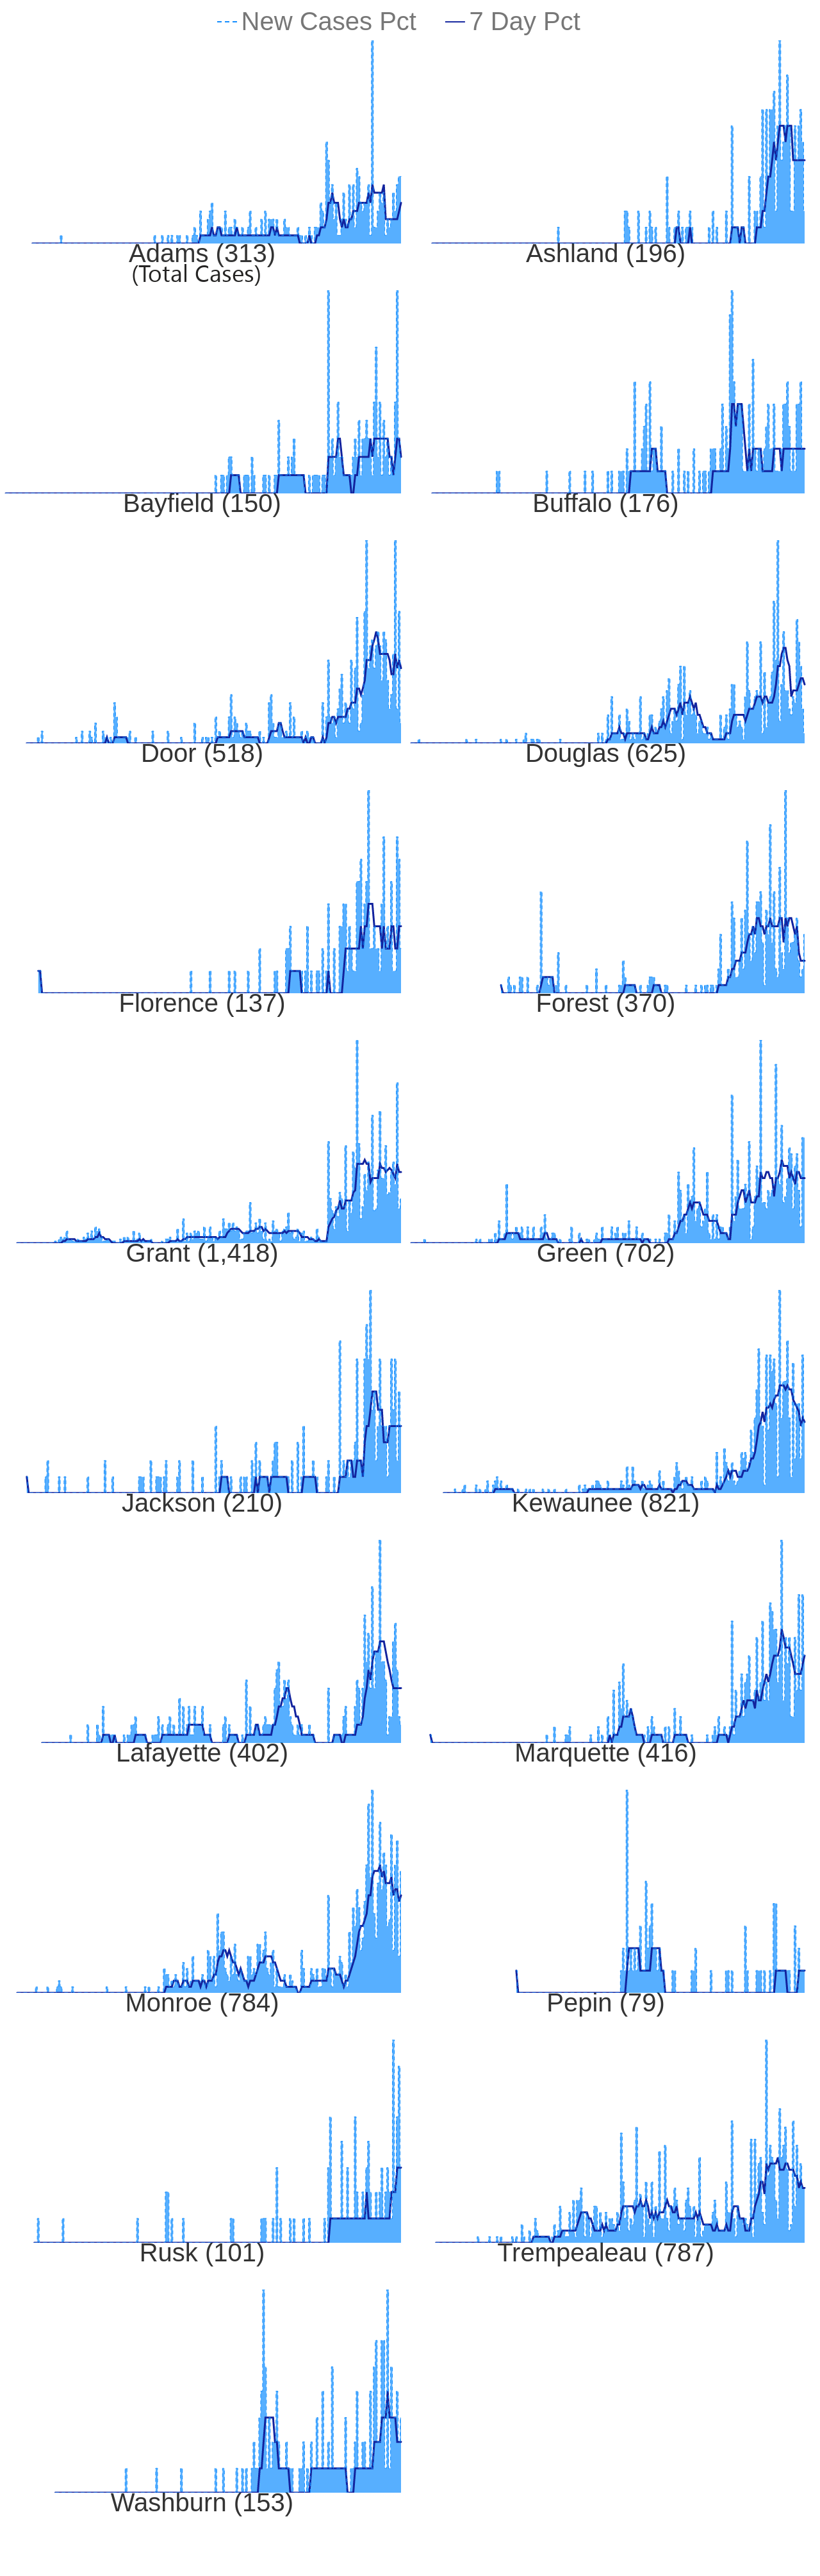 New Cases Pct 7 Day Pct
Adams (313) Ashland (196)
(Total Cases)
Bayfield (150) Buffalo (176)
Door (518) Douglas (625)
Florence (137) Forest (370)
Grant (1,418) Green (702)
Jackson (210) Kewaunee (821)
Lafayette (402) Marquette (416)
Monroe (784) Pepin (79)
Rusk (101) Trempealeau (787)
Washburn (153)